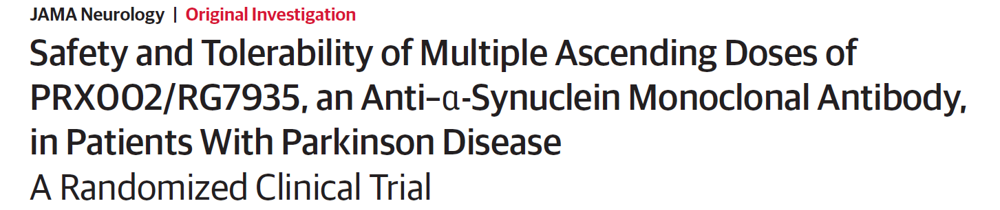 JAMA Neurology | Original Investigation
Safety and Tolerability of Multiple Ascending Doses of
PRX002/RG7935, an Anti–α-Synuclein Monoclonal Antibody,
in Patients With Parkinson Disease
A Randomized Clinical Trial